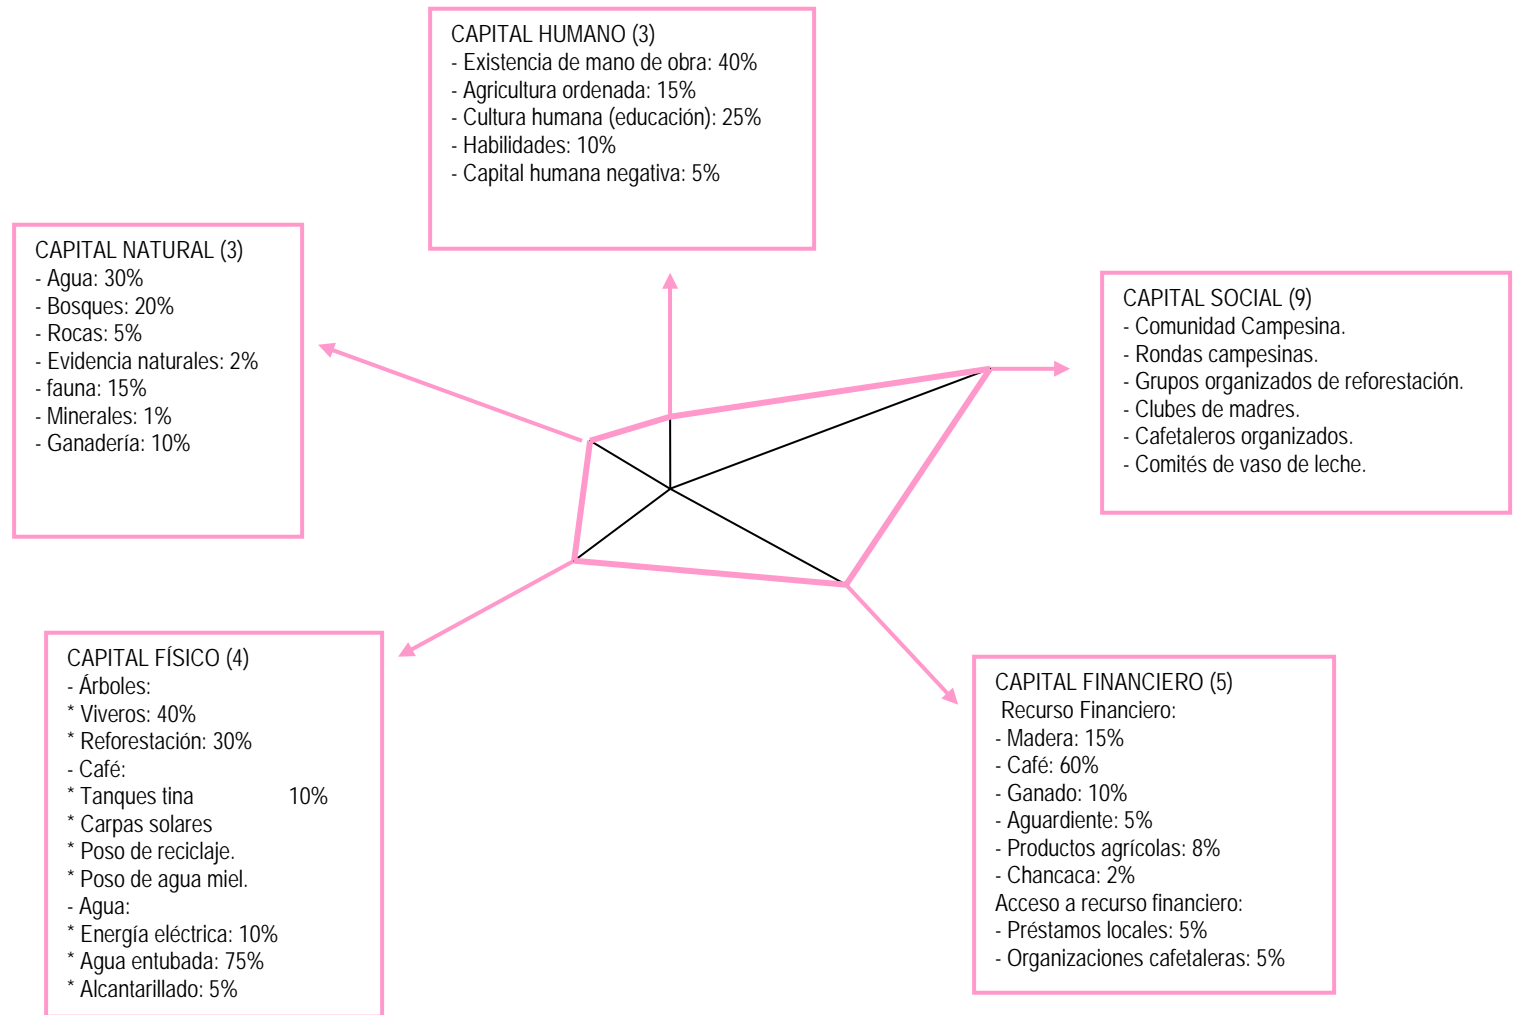 CAPITAL HUMANO (3)
- Existencia de mano de obra: 40%
- Agricultura ordenada: 15%
- Cultura humana (educación): 25%
- Habilidades: 10%
- Capital humana negativa: 5%
CAPITAL NATURAL (3)
- Agua: 30%
- Bosques: 20%
- Rocas: 5%
- Evidencia naturales: 2%
- fauna: 15%
- Minerales: 1%
- Ganadería: 10%
CAPITAL SOCIAL (9)
- Comunidad Campesina.
- Rondas campesinas.
- Grupos organizados de reforestación.
- Clubes de madres.
- Cafetaleros organizados.
- Comités de vaso de leche.
CAPITAL FÍSICO (4)
- Árboles:
* Viveros: 40%
* Reforestación: 30%
- Café:
* Tanques tina 10%
* Carpas solares
* Poso de reciclaje.
* Poso de agua miel.
- Agua:
* Energía eléctrica: 10%
* Agua entubada: 75%
* Alcantarillado: 5%
CAPITAL FINANCIERO (5)
Recurso Financiero:
- Madera: 15%
- Café: 60%
- Ganado: 10%
- Aguardiente: 5%
- Productos agrícolas: 8%
- Chancaca: 2%
Acceso a recurso financiero:
- Préstamos locales: 5%
- Organizaciones cafetaleras: 5%